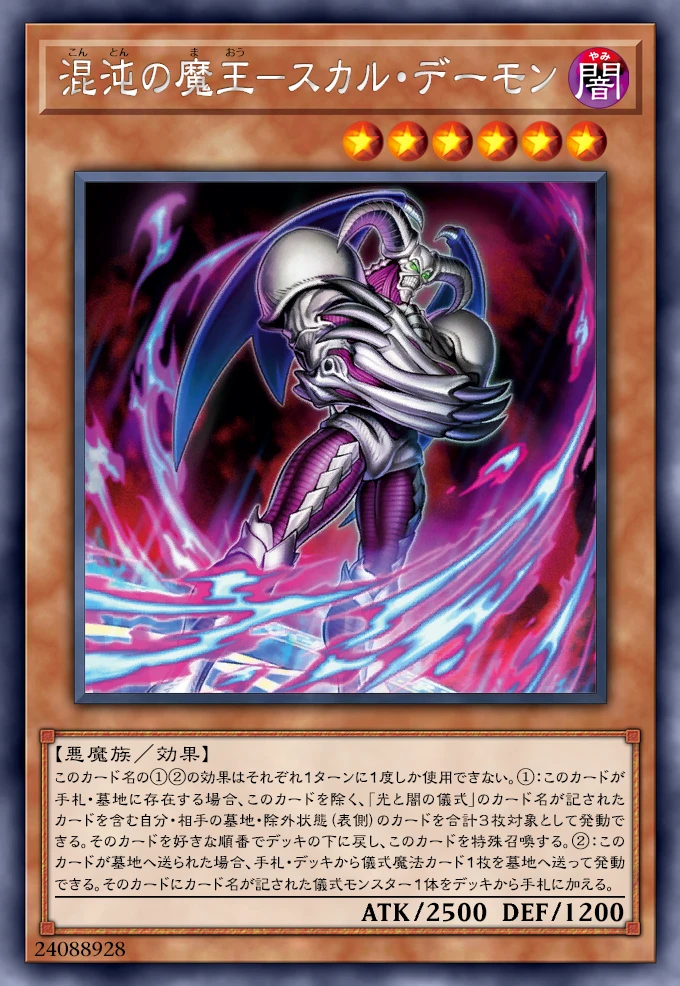 混沌の魔王－スカル・デーモン
こんとん まおう
闇
やみ
【悪魔族／効果】
このカード名の①②の効果はそれぞれ1ターンに1度しか使用できない。①：このカードが
手札・墓地に存在する場合、このカードを除く、「光と闇の儀式」のカード名が記された
カードを含む自分・相手の墓地・除外状態（表側）のカードを合計3枚対象として発動で
きる。そのカードを好きな順番でデッキの下に戻し、このカードを特殊召喚する。②：この
カードが墓地へ送られた場合、手札・デッキから儀式魔法カード1枚を墓地へ送って発動
できる。そのカードにカード名が記された儀式モンスター1体をデッキから手札に加える。
ATK/2500 DEF/1200
24088928